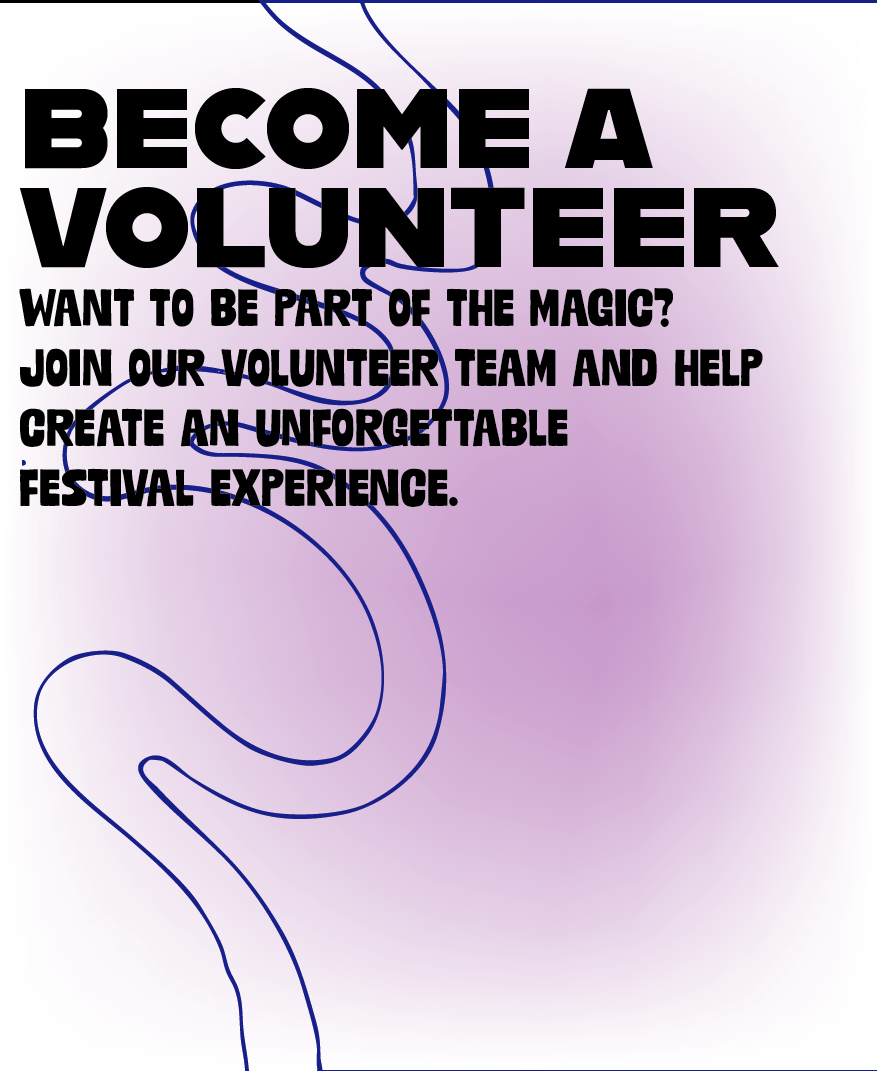 BECOME A
VOLUNTEER
WANT TO BE PART OF THE MAGIC?
JOIN OUR VOLUNTEER TEAM AND HELP
CREATE AN UNFORGETTABLE
FESTIVAL EXPERIENCE.